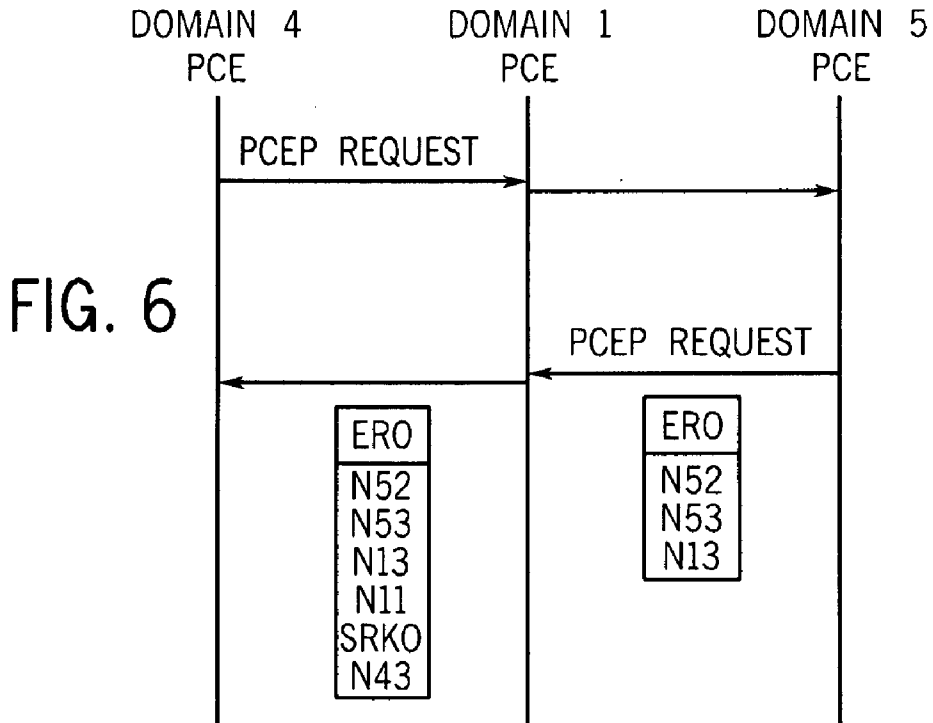 DOMAIN 4
PCE
DOMAIN 1
PCE
DOMAIN 5
PCE
PCEP REQUEST
FIG. 6
PCEP REQUEST
ERO
N52
N53
N13
N11
SRKO
N43
ERO
N52
N53
N13